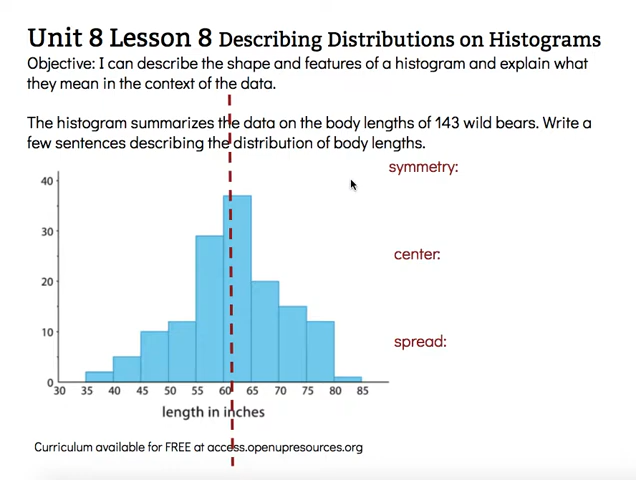 Unit 8 Lesson 8 Describing Distributions on Histograms
Objective: I can describe the shape and features of a histogram and explain what
they mean in the context of the data.
The histogram summarizes the data on the body lengths of 143 wild bears. Write a
few sentences describing the distribution of body lengths.
symmetry:
center:
spread:
40
30
20
10
0
30 35 40 45 50 55 60 65 70 75 80 85
length in inches
Curriculum available for FREE at access.openupresources.org